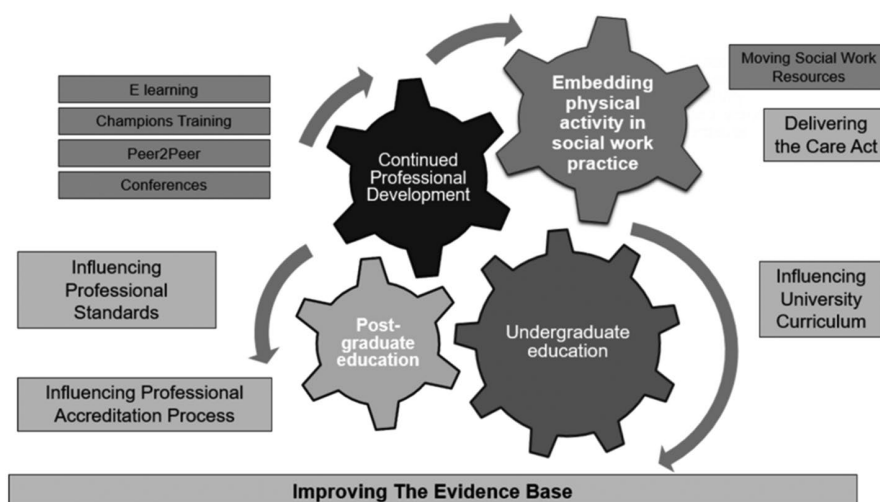 E learning
Champions Training
Peer2Peer
Conferences
Continued
Professional
Development
Embedding
physical
activity in
social work
practice
Moving Social Work
Resources
Delivering
the Care Act
Influencing
Professional
Standards
Influencing Professional
Accreditation Process
Post-
graduate
education
Undergraduate
education
Influencing
University
Curriculum
Improving The Evidence Base